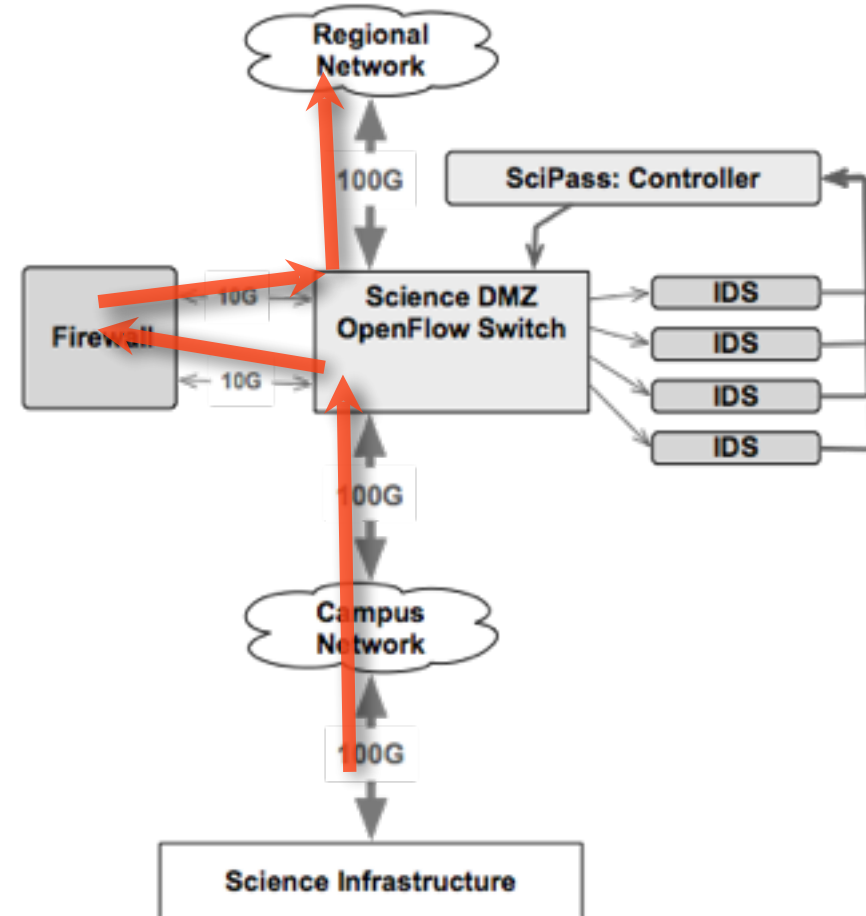 Regional
Network
100G
SciPass: Controller
10G
Science DMZ
OpenFlow Switch
Firewall
10G
IDS
IDS
IDS
IDS
100G
Campus
Network
100G
Science Infrastructure